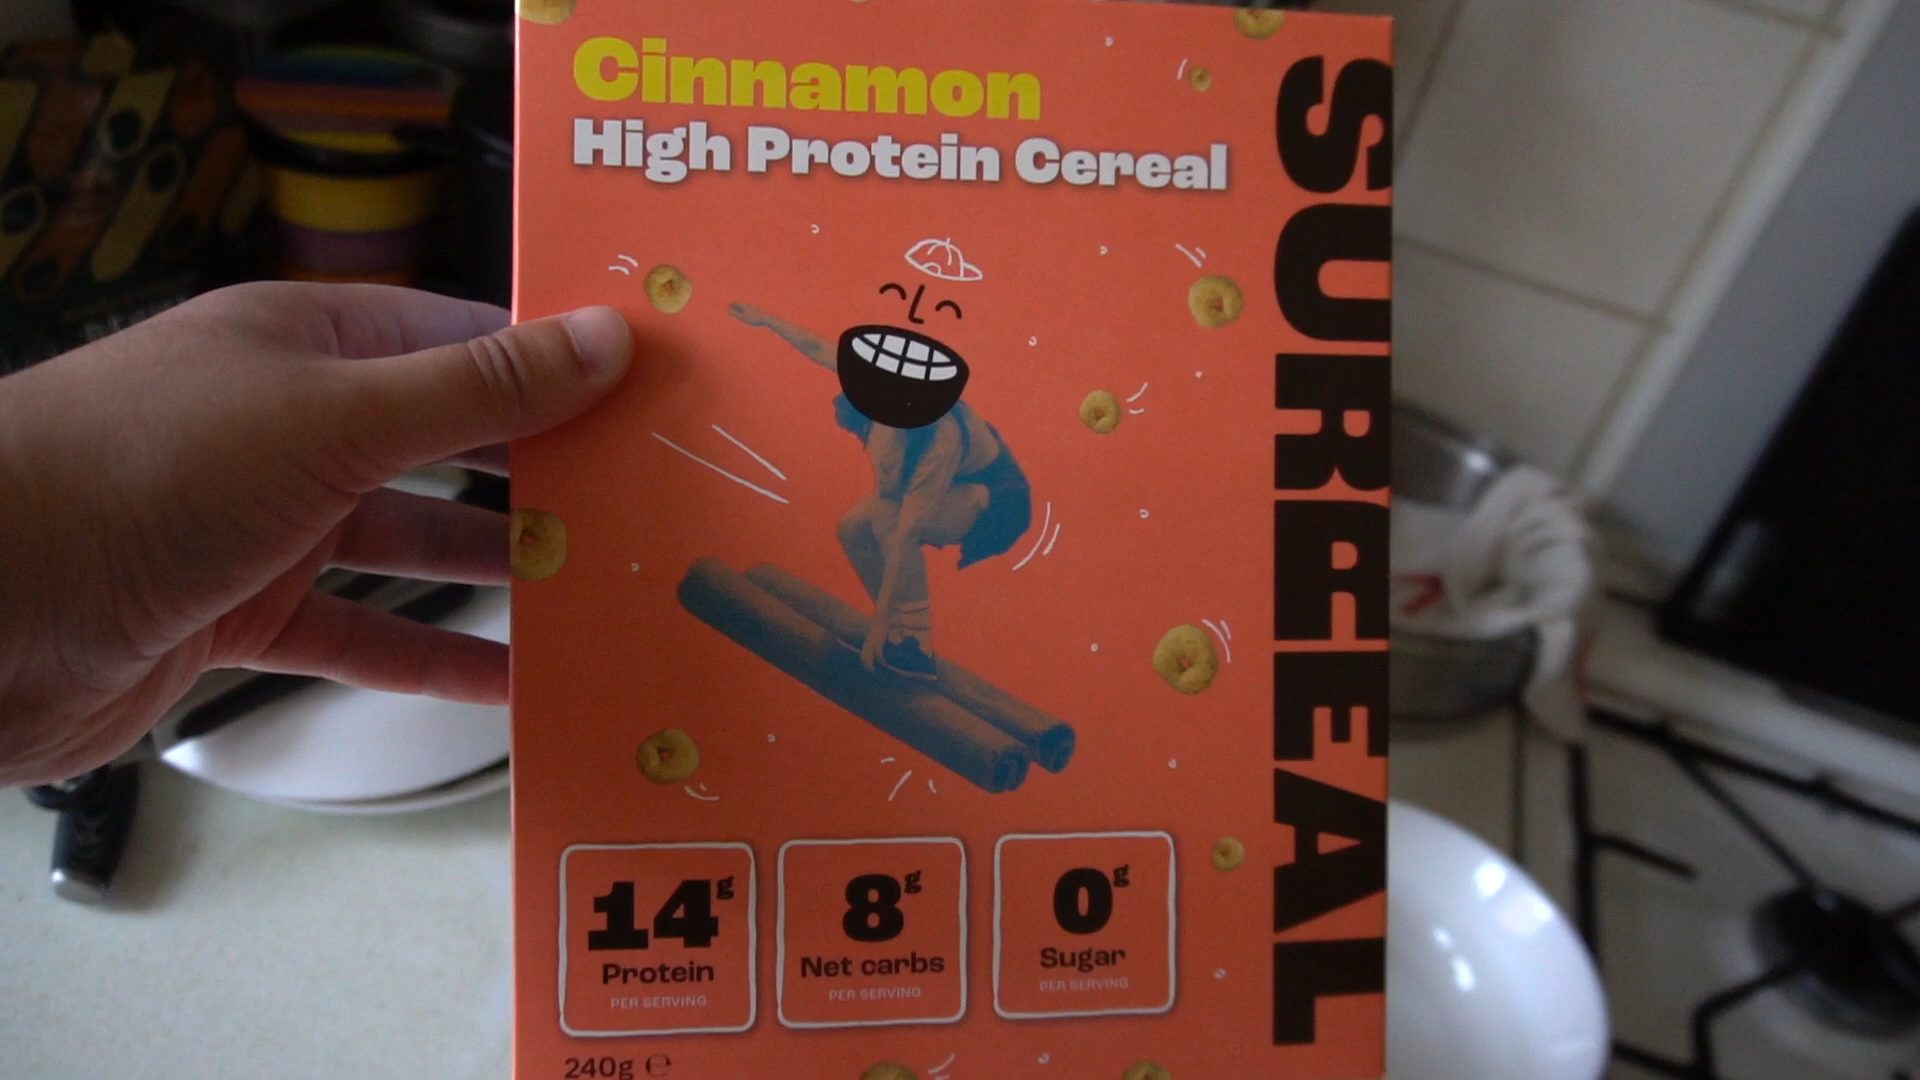 Cinnamon
High Protein Cereal
SURREAL
14g
Protein
PER SERVING
8g
Net carbs
PER SERVING
0g
Sugar
PER SERVING
240g ℮